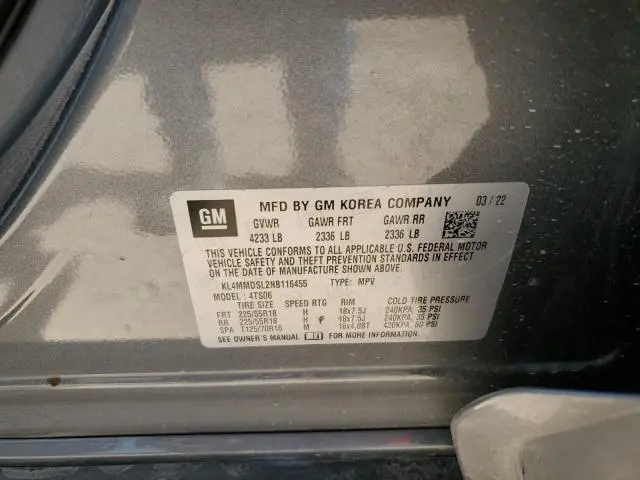 GM MFD BY GM KOREA COMPANY 03 / 22
GVWR GAWR FRT GAWR RR
4233 LB 2336 LB 2336 LB
THIS VEHICLE CONFORMS TO ALL APPLICABLE U.S. FEDERAL MOTOR
VEHICLE SAFETY AND THEFT PREVENTION STANDARDS IN EFFECT
ON THE DATE OF MANUFACTURE SHOWN ABOVE.
KL4MMDSL2NB116455 TYPE: MPV
MODEL: 4TS06
TIRE SIZE SPEED RTG RIM COLD TIRE PRESSURE
FRT 225/55R18 H 18x7.5J 240KPA, 35 PSI
RR 225/55R18 H 18x7.5J 240KPA, 35 PSI
SPA T125/70R16 M 16x4.0BT 420KPA, 60 PSI
SEE OWNER'S MANUAL FOR MORE INFORMATION.